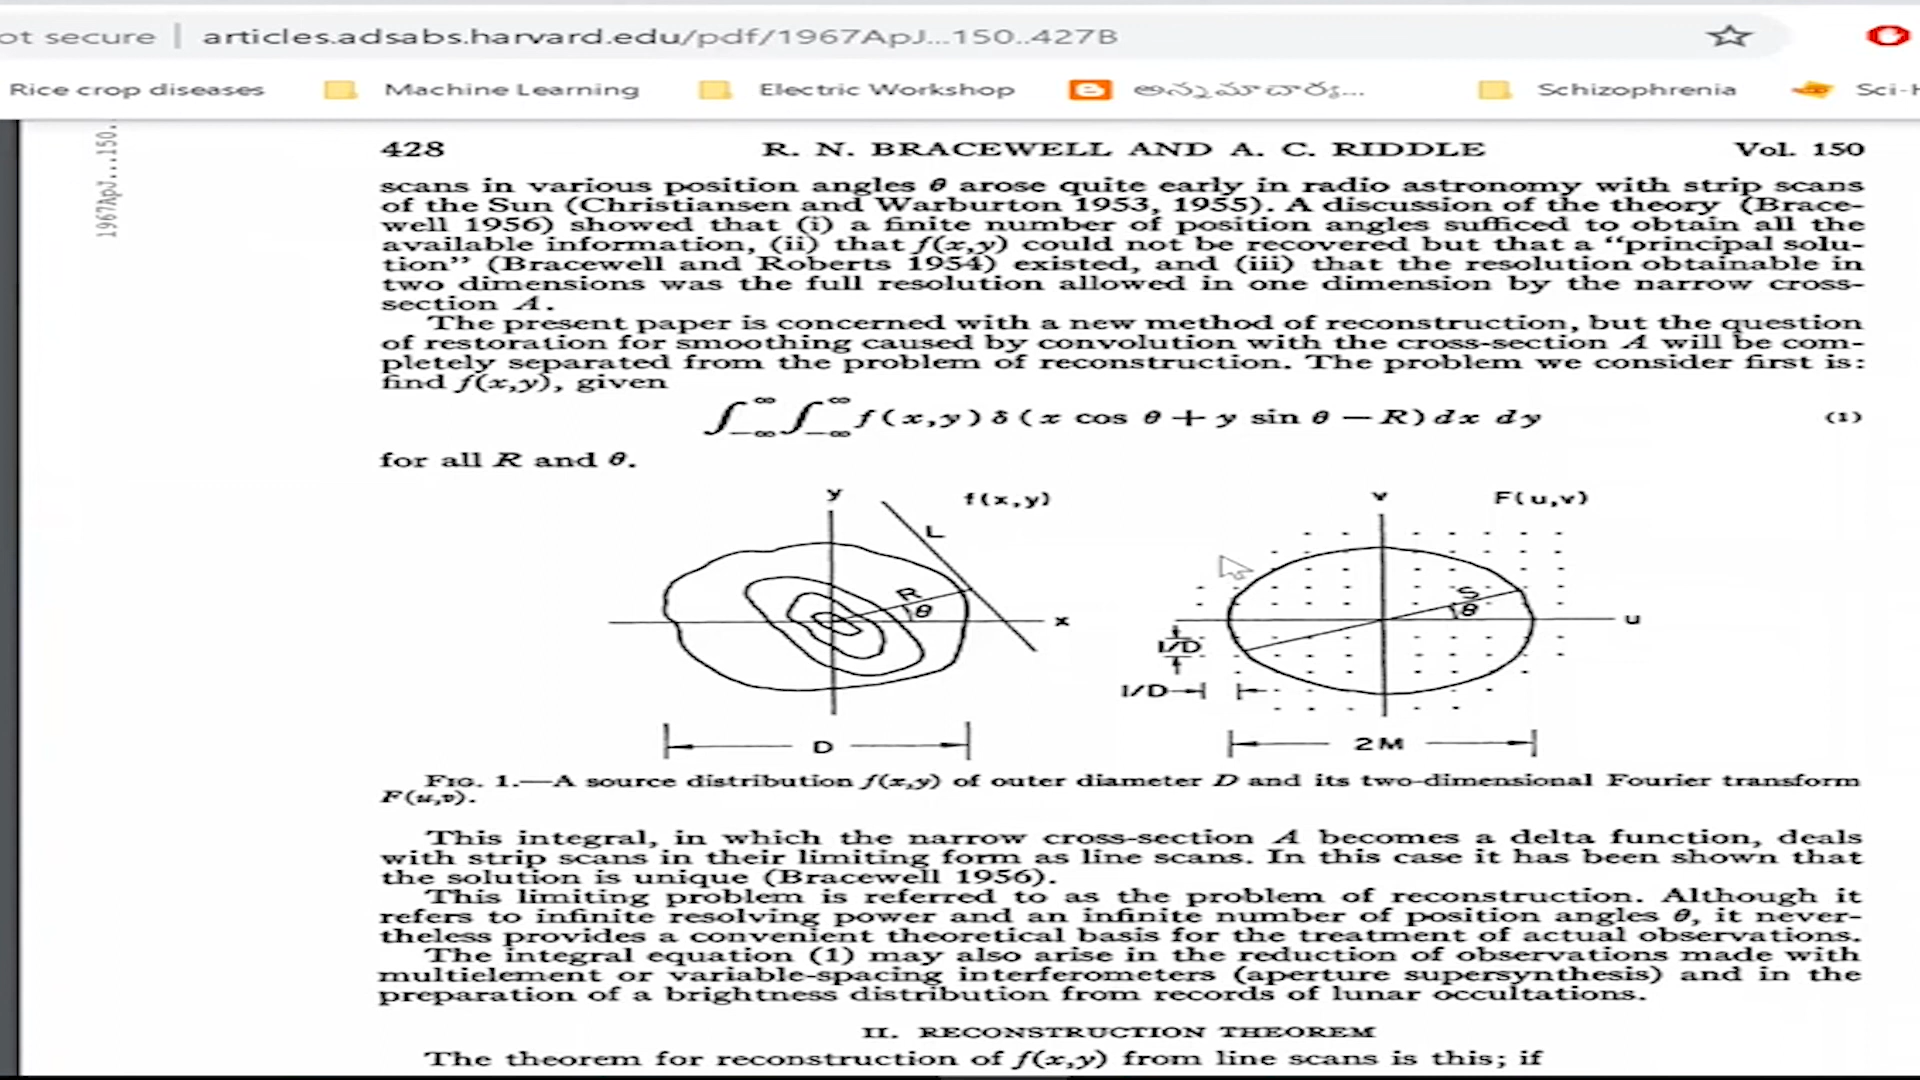 ot secure | articles.adsabs.harvard.edu/pdf/1967ApJ...150..427B
Rice crop diseases Machine Learning Electric Workshop అన్నమాచార్య... Schizophrenia Sci-H
1967ApJ...150.
428 R. N. BRACEWELL AND A. C. RIDDLE Vol. 150
scans in various position angles θ arose quite early in radio astronomy with strip scans
of the Sun (Christiansen and Warburton 1953, 1955). A discussion of the theory (Brace-
well 1956) showed that (i) a finite number of position angles sufficed to obtain all the
available information, (ii) that f(x,y) could not be recovered but that a “principal solu-
tion” (Bracewell and Roberts 1954) existed, and (iii) that the resolution obtainable in
two dimensions was the full resolution allowed in one dimension by the narrow cross-
section A.
The present paper is concerned with a new method of reconstruction, but the question
of restoration for smoothing caused by convolution with the cross-section A will be com-
pletely separated from the problem of reconstruction. The problem we consider first is:
find f(x,y), given
∫_{-∞}^{∞} ∫_{-∞}^{∞} f(x,y) δ (x cos θ + y sin θ − R) dx dy (1)
for all R and θ.
y f(x,y) v F(u,v)
L
R θ S θ
x u
1/D
1/D
D 2M
FIG. 1.—A source distribution f(x,y) of outer diameter D and its two-dimensional Fourier transform
F(u,v).
This integral, in which the narrow cross-section A becomes a delta function, deals
with strip scans in their limiting form as line scans. In this case it has been shown that
the solution is unique (Bracewell 1956).
This limiting problem is referred to as the problem of reconstruction. Although it
refers to infinite resolving power and an infinite number of position angles θ, it never-
theless provides a convenient theoretical basis for the treatment of actual observations.
The integral equation (1) may also arise in the reduction of observations made with
multielement or variable-spacing interferometers (aperture supersynthesis) and in the
preparation of a brightness distribution from records of lunar occultations.
II. RECONSTRUCTION THEOREM
The theorem for reconstruction of f(x,y) from line scans is this; if